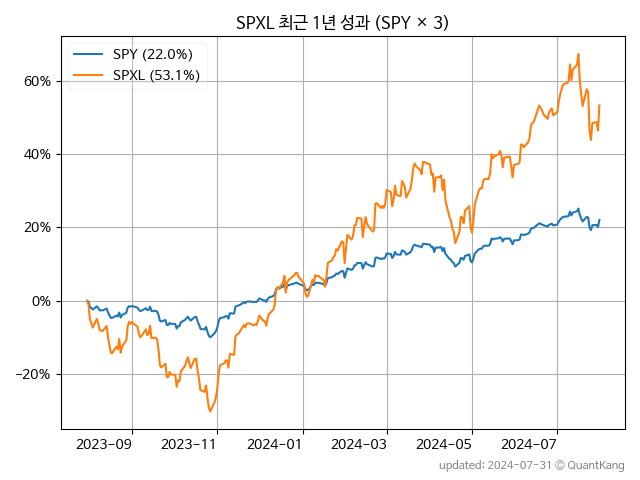 SPXL 최근 1년 성과 (SPY × 3)
SPY (22.0%)
SPXL (53.1%)
60%
40%
20%
0%
−20%
2023-09 2023-11 2024-01 2024-03 2024-05 2024-07
updated: 2024-07-31 © QuantKang